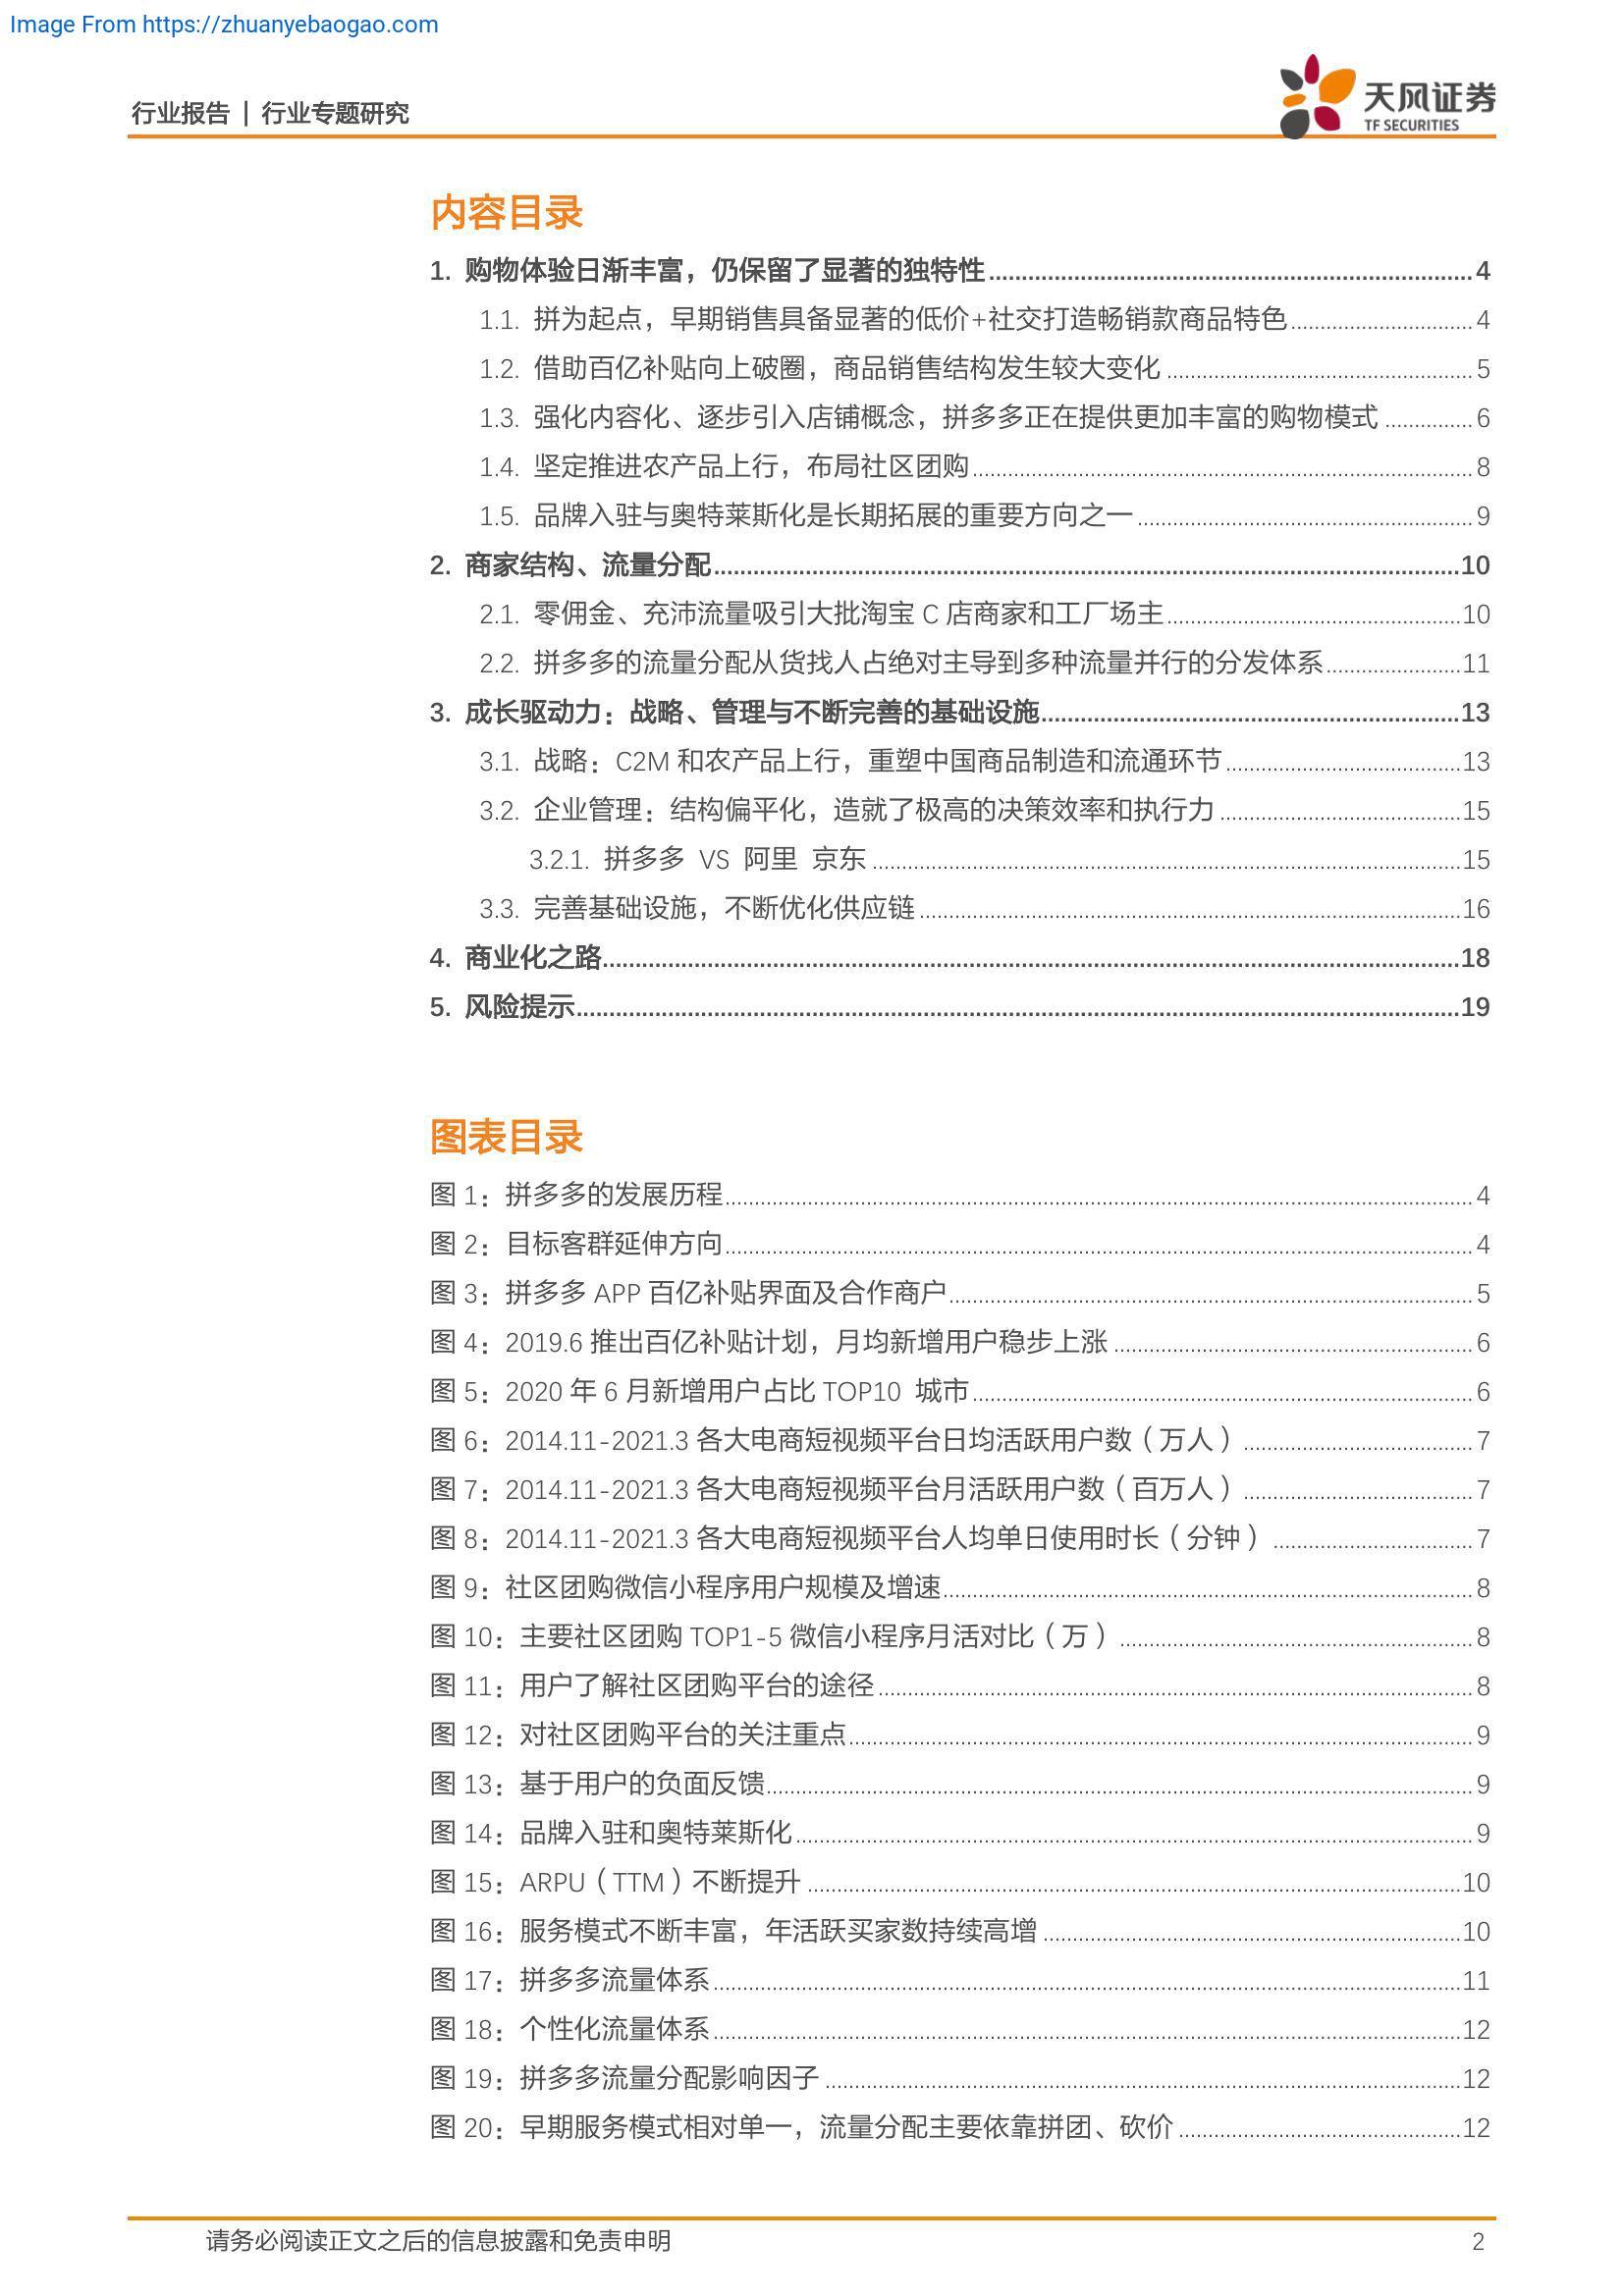 Image From https://zhuanyebaogao.com
行业报告 | 行业专题研究
天风证券
TF SECURITIES
内容目录
1. 购物体验日渐丰富，仍保留了显著的独特性 4
1.1. 拼为起点，早期销售具备显著的低价+社交打造畅销款商品特色 4
1.2. 借助百亿补贴向上破圈，商品销售结构发生较大变化 5
1.3. 强化内容化、逐步引入店铺概念，拼多多正在提供更加丰富的购物模式 6
1.4. 坚定推进农产品上行，布局社区团购 8
1.5. 品牌入驻与奥特莱斯化是长期拓展的重要方向之一 9
2. 商家结构、流量分配 10
2.1. 零佣金、充沛流量吸引大批淘宝 C 店商家和工厂场主 10
2.2. 拼多多的流量分配从货找人占绝对主导到多种流量并行的分发体系 11
3. 成长驱动力：战略、管理与不断完善的基础设施 13
3.1. 战略：C2M 和农产品上行，重塑中国商品制造和流通环节 13
3.2. 企业管理：结构偏平化，造就了极高的决策效率和执行力 15
3.2.1. 拼多多 VS 阿里 京东 15
3.3. 完善基础设施，不断优化供应链 16
4. 商业化之路 18
5. 风险提示 19
图表目录
图 1：拼多多的发展历程 4
图 2：目标客群延伸方向 4
图 3：拼多多 APP 百亿补贴界面及合作商户 5
图 4：2019.6 推出百亿补贴计划，月均新增用户稳步上涨 6
图 5：2020 年 6 月新增用户占比 TOP10 城市 6
图 6：2014.11-2021.3 各大电商短视频平台日均活跃用户数（万人） 7
图 7：2014.11-2021.3 各大电商短视频平台月活跃用户数（百万人） 7
图 8：2014.11-2021.3 各大电商短视频平台人均单日使用时长（分钟） 7
图 9：社区团购微信小程序用户规模及增速 8
图 10：主要社区团购 TOP1-5 微信小程序月活对比（万） 8
图 11：用户了解社区团购平台的途径 8
图 12：对社区团购平台的关注重点 9
图 13：基于用户的负面反馈 9
图 14：品牌入驻和奥特莱斯化 9
图 15：ARPU（TTM）不断提升 10
图 16：服务模式不断丰富，年活跃买家数持续高增 10
图 17：拼多多流量体系 11
图 18：个性化流量体系 12
图 19：拼多多流量分配影响因子 12
图 20：早期服务模式相对单一，流量分配主要依靠拼团、砍价 12
请务必阅读正文之后的信息披露和免责申明 2